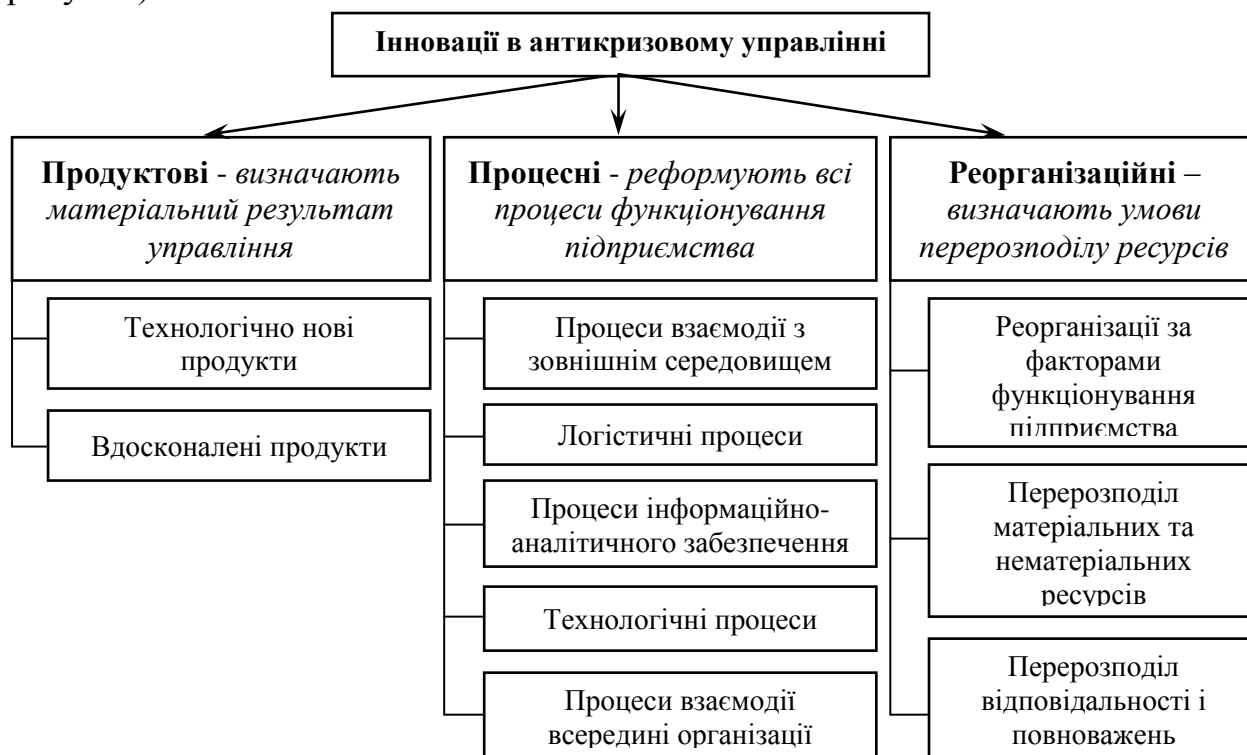 Інновації в антикризовому управлінні
Продуктові - визначають
матеріальний результат
управління
Технологічно нові
продукти
Вдосконалені продукти
Процесні - реформують всі
процеси функціонування
підприємства
Процеси взаємодії з
зовнішнім середовищем
Логістичні процеси
Процеси інформаційно-
аналітичного забезпечення
Технологічні процеси
Процеси взаємодії
всередині організації
Реорганізаційні –
визначають умови
перерозподілу ресурсів
Реорганізації за
факторами
функціонування
підприємства
Перерозподіл
матеріальних та
нематеріальних
ресурсів
Перерозподіл
відповідальності і
повноважень